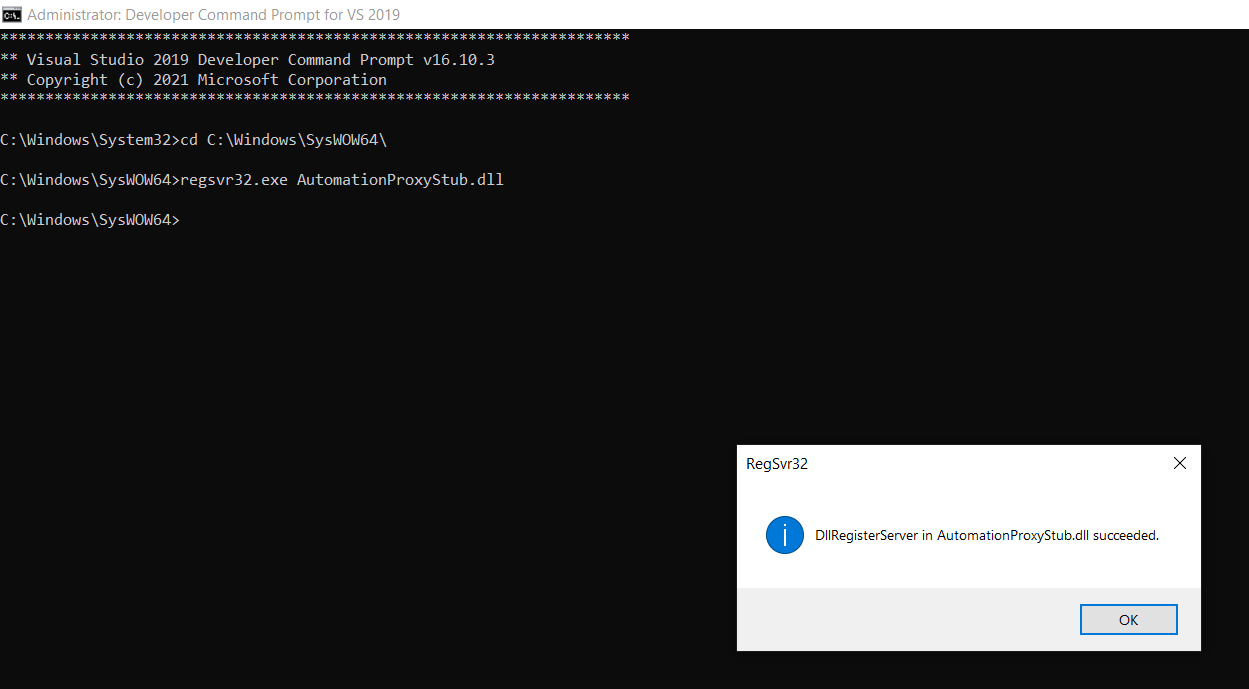 Administrator: Developer Command Prompt for VS 2019
**********************************************************************
** Visual Studio 2019 Developer Command Prompt v16.10.3
** Copyright (c) 2021 Microsoft Corporation
**********************************************************************
C:\Windows\System32>cd C:\Windows\SysWOW64\
C:\Windows\SysWOW64>regsvr32.exe AutomationProxyStub.dll
C:\Windows\SysWOW64>
RegSvr32
DllRegisterServer in AutomationProxyStub.dll succeeded.
OK